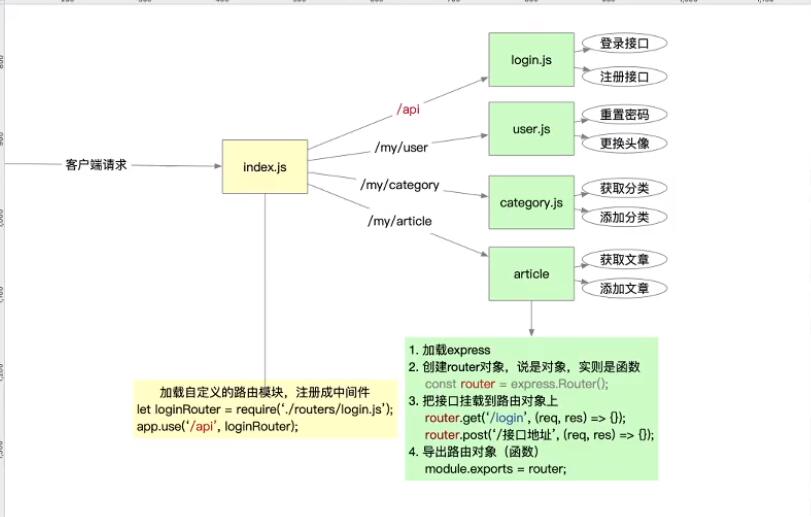 登录接口
login.js
注册接口
/api
重置密码
user.js
/my/user
更换头像
客户端请求
index.js
/my/category
获取分类
category.js
添加分类
/my/article
获取文章
article
添加文章
加载自定义的路由模块，注册成中间件
let loginRouter = require('./routers/login.js');
app.use('/api', loginRouter);
1. 加载express
2. 创建router对象，说是对象，实则是函数
const router = express.Router();
3. 把接口挂载到路由对象上
router.get('/login', (req, res) => {});
router.post('/接口地址', (req, res) => {});
4. 导出路由对象（函数）
module.exports = router;